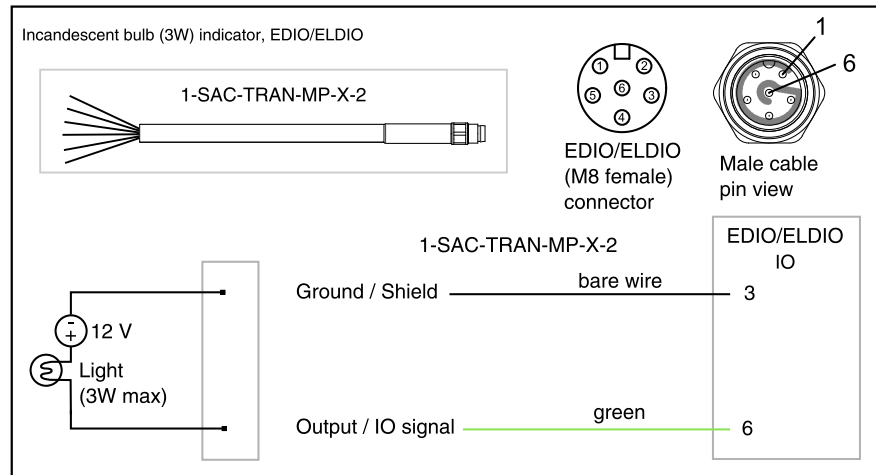 Incandescent bulb (3W) indicator, EDIO/ELDIO
1-SAC-TRAN-MP-X-2
1
2
6
5
3
4
EDIO/ELDIO
(M8 female)
connector
1
6
Male cable
pin view
1-SAC-TRAN-MP-X-2
EDIO/ELDIO
IO
Ground / Shield
bare wire
3
-
+
12 V
Light
(3W max)
Output / IO signal
green
6